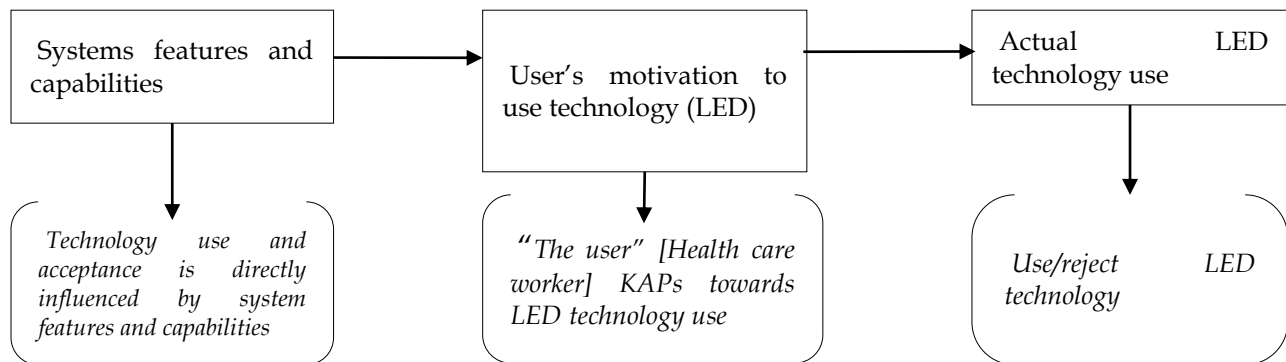 Systems features and
capabilities
User's motivation to
use technology (LED)
Actual LED
technology use
Technology use and
acceptance is directly
influenced by system
features and capabilities
“The user” [Health care
worker] KAPs towards
LED technology use
Use/reject LED
technology